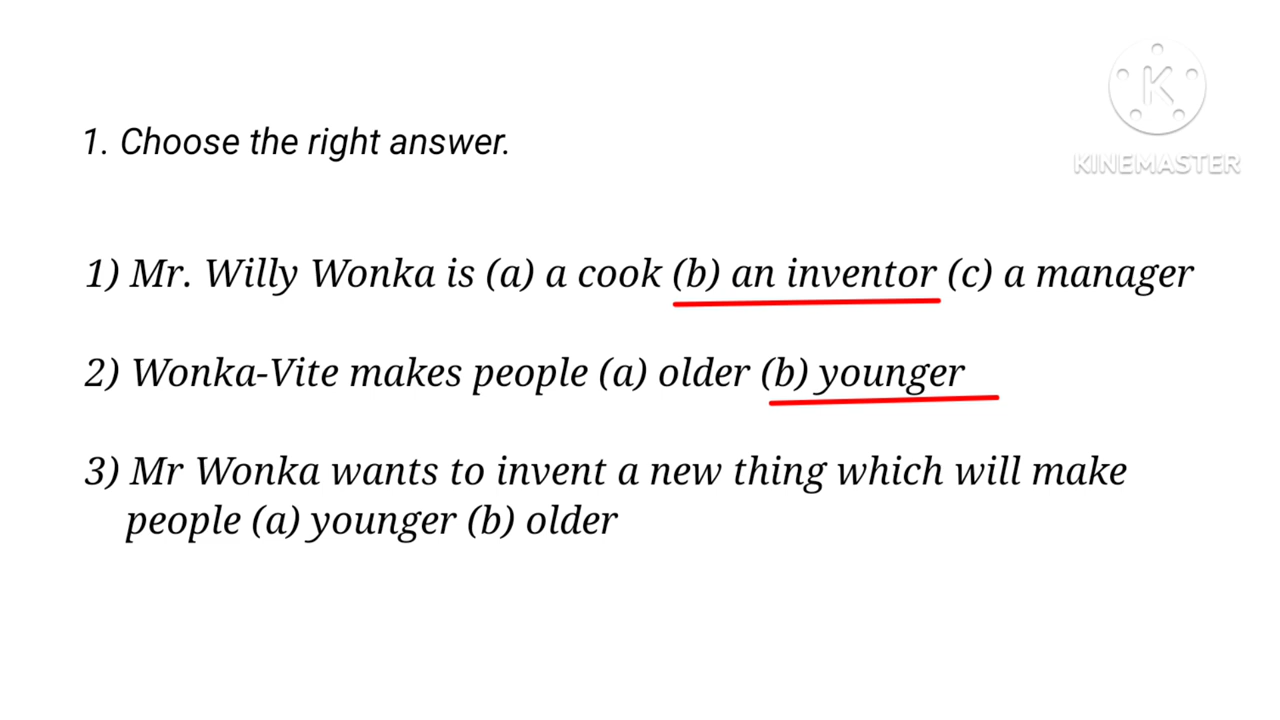 KINEMASTER
1. Choose the right answer.
1) Mr. Willy Wonka is (a) a cook (b) an inventor (c) a manager
2) Wonka-Vite makes people (a) older (b) younger
3) Mr Wonka wants to invent a new thing which will make
people (a) younger (b) older